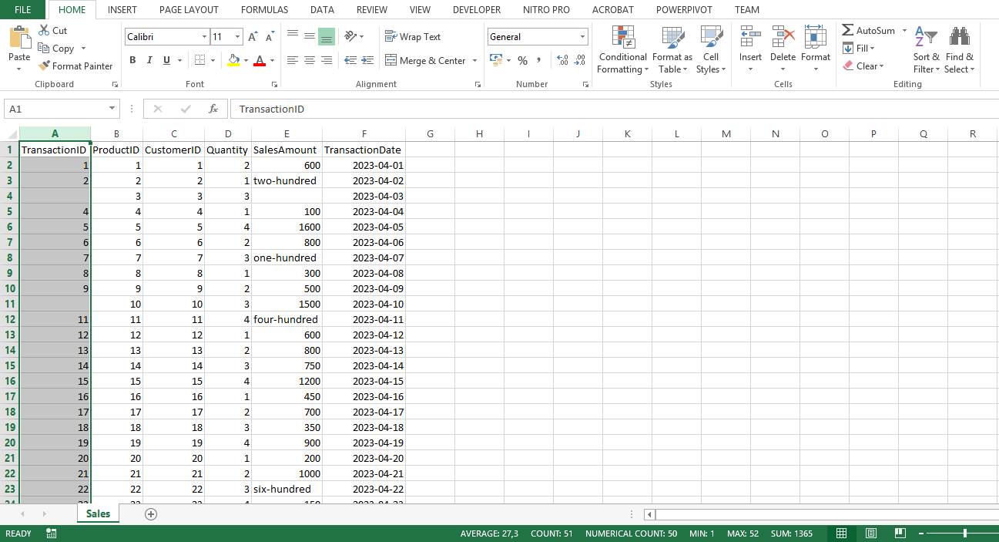 FILE HOME INSERT PAGE LAYOUT FORMULAS DATA REVIEW VIEW DEVELOPER NITRO PRO ACROBAT POWERPIVOT TEAM
Paste
Cut
Copy
Format Painter
Clipboard
Calibri 11
B I U
Font
Wrap Text
Merge & Center
Alignment
General
%
Number
Conditional Formatting
Format as Table
Cell Styles
Styles
Insert Delete Format
Cells
AutoSum
Fill
Clear
Sort & Filter
Find & Select
Editing
A1 fx TransactionID
A B C D E F G H I J K L M N O P Q R
1 TransactionID ProductID CustomerID Quantity SalesAmount TransactionDate
2 1 1 1 2 600 2023-04-01
3 2 2 2 1 two-hundred 2023-04-02
4 3 3 3 2023-04-03
5 4 4 4 1 100 2023-04-04
6 5 5 5 4 1600 2023-04-05
7 6 6 6 2 800 2023-04-06
8 7 7 7 3 one-hundred 2023-04-07
9 8 8 8 1 300 2023-04-08
10 9 9 9 2 500 2023-04-09
11 10 10 3 1500 2023-04-10
12 11 11 11 4 four-hundred 2023-04-11
13 12 12 12 1 600 2023-04-12
14 13 13 13 2 800 2023-04-13
15 14 14 14 3 750 2023-04-14
16 15 15 15 4 1200 2023-04-15
17 16 16 16 1 450 2023-04-16
18 17 17 17 2 700 2023-04-17
19 18 18 18 3 350 2023-04-18
20 19 19 19 4 900 2023-04-19
21 20 20 20 1 200 2023-04-20
22 21 21 21 2 1000 2023-04-21
23 22 22 22 3 six-hundred 2023-04-22
Sales
READY AVERAGE: 27,3 COUNT: 51 NUMERICAL COUNT: 50 MIN: 1 MAX: 52 SUM: 1365